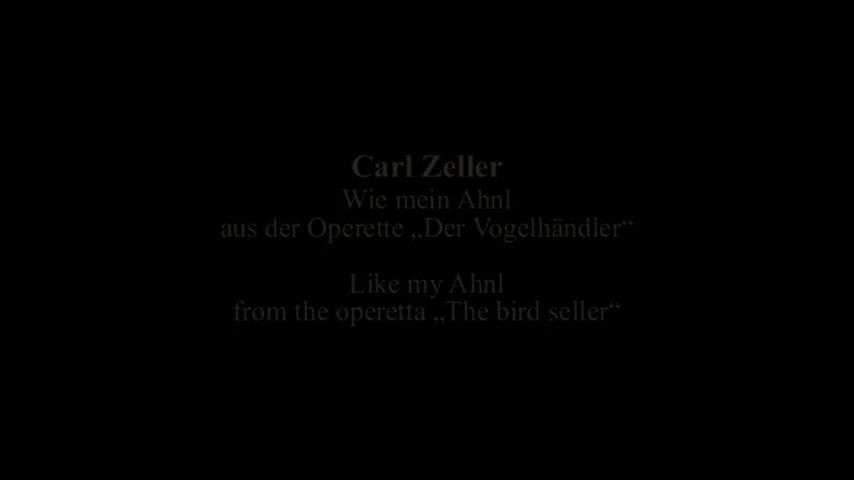 Carl Zeller
Wie mein Ahnl
aus der Operette „Der Vogelhändler“
Like my Ahnl
from the operetta „The bird seller“